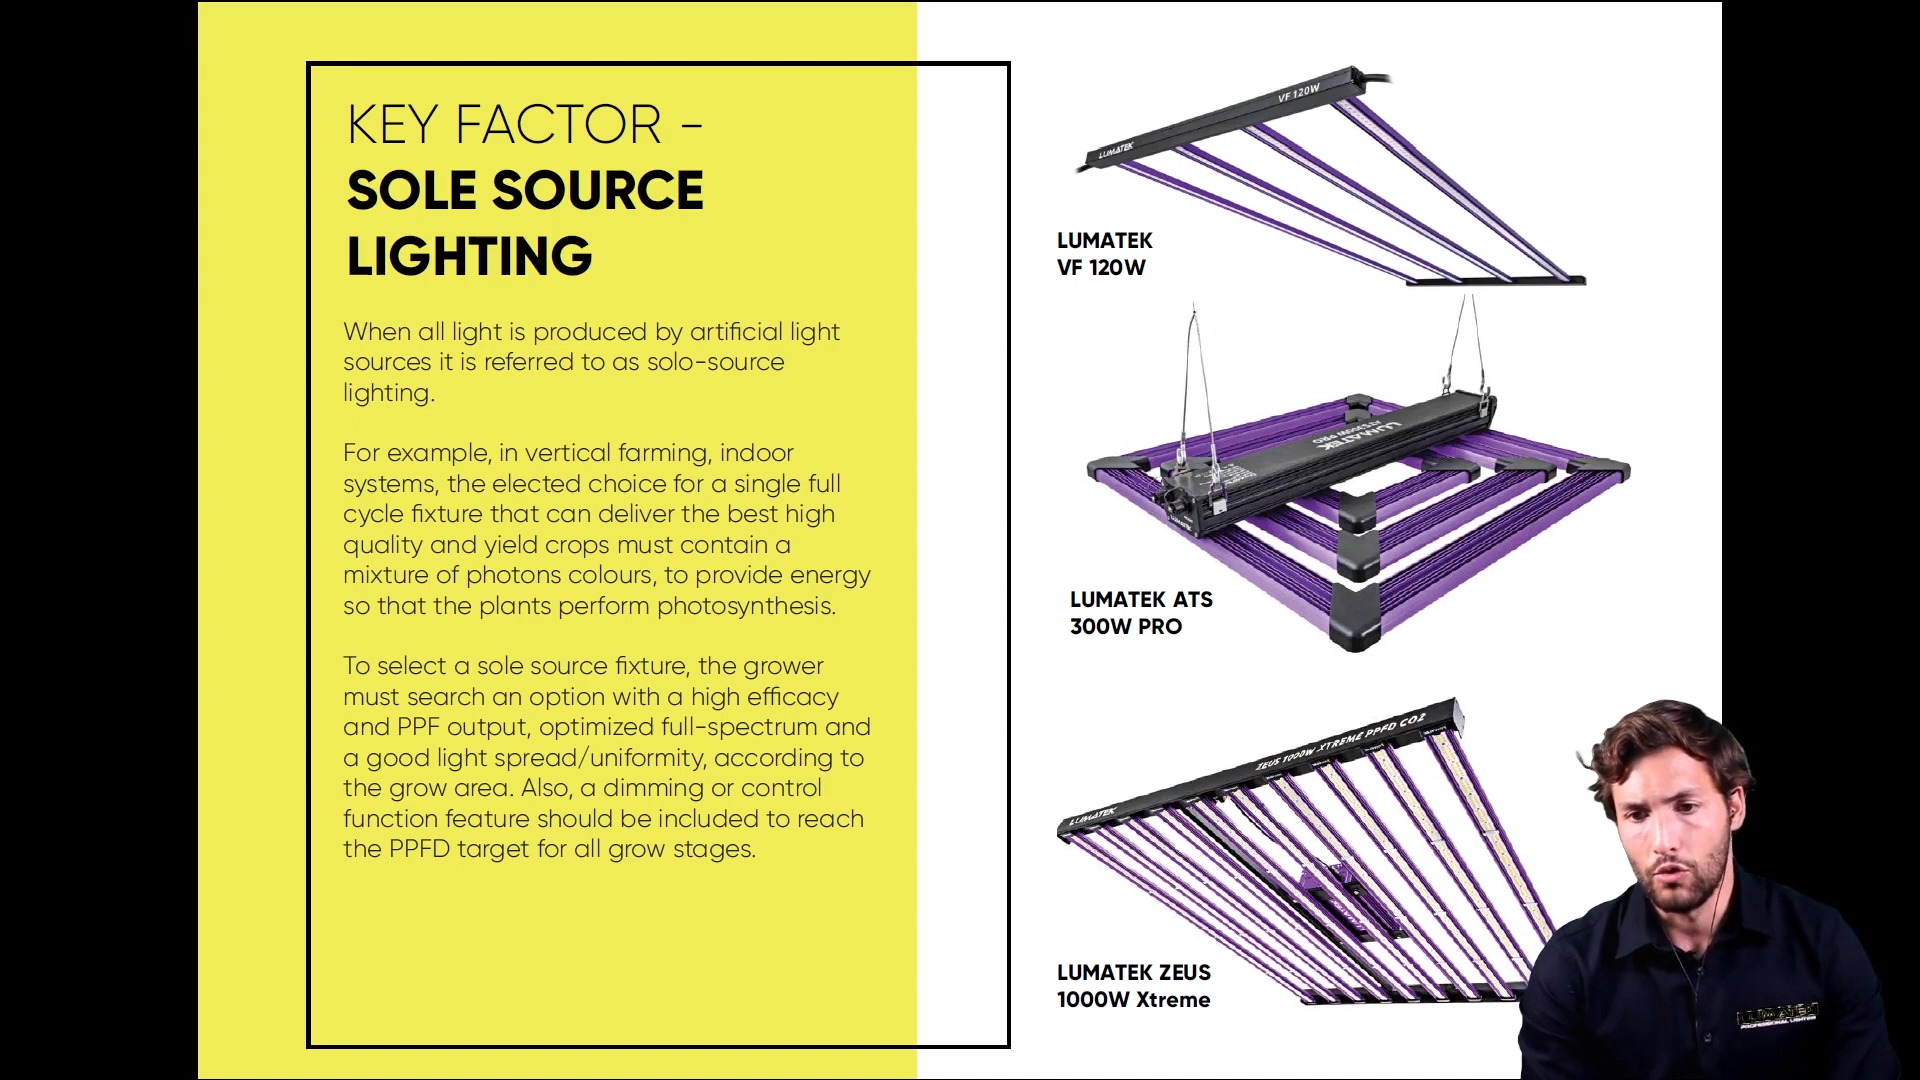 KEY FACTOR -
SOLE SOURCE
LIGHTING
When all light is produced by artificial light
sources it is referred to as solo-source
lighting.
For example, in vertical farming, indoor
systems, the elected choice for a single full
cycle fixture that can deliver the best high
quality and yield crops must contain a
mixture of photons colours, to provide energy
so that the plants perform photosynthesis.
To select a sole source fixture, the grower
must search an option with a high efficacy
and PPF output, optimized full-spectrum and
a good light spread/uniformity, according to
the grow area. Also, a dimming or control
function feature should be included to reach
the PPFD target for all grow stages.
VF 120W
LUMATEK
LUMATEK
VF 120W
LUMATEK
ATS 300W PRO
LUMATEK ATS
300W PRO
ZEUS 1000W XTREME PPFD CO2
LUMATEK
LUMATEK ZEUS
1000W Xtreme
LUMATEK
PROFESSIONAL LIGHTING